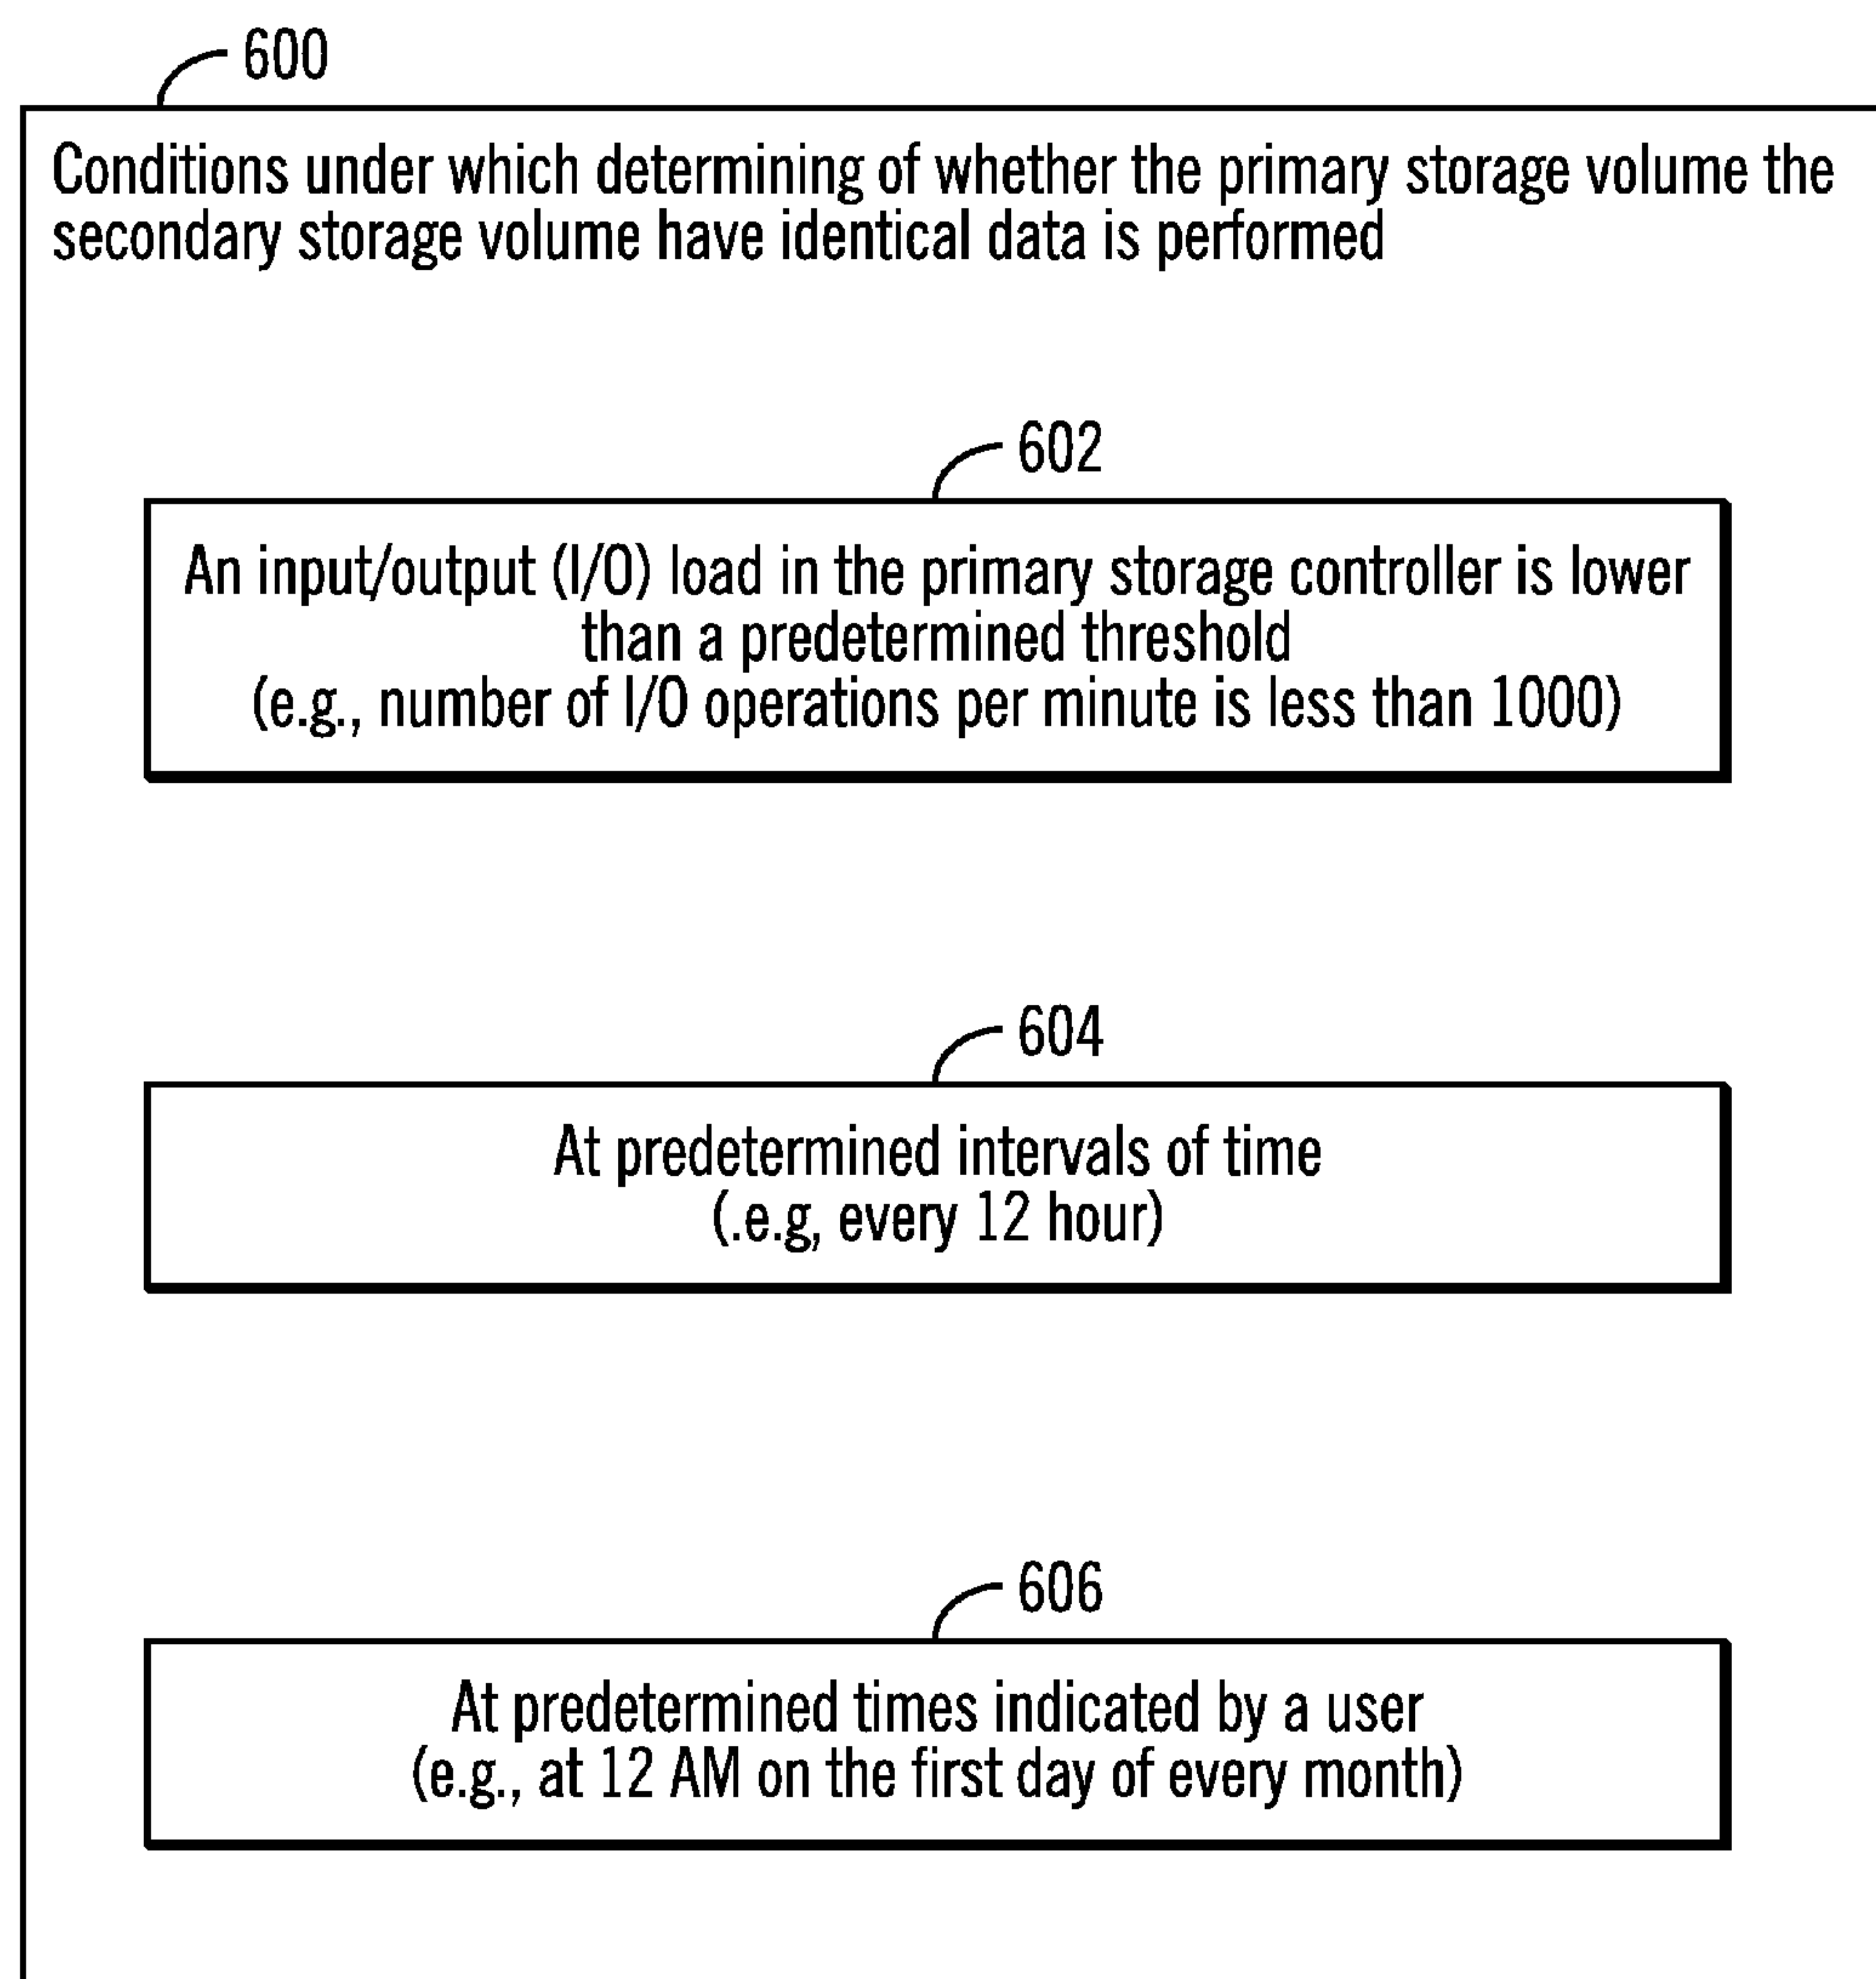 600
Conditions under which determining of whether the primary storage volume the
secondary storage volume have identical data is performed
602
An input/output (I/O) load in the primary storage controller is lower
than a predetermined threshold
(e.g., number of I/O operations per minute is less than 1000)
604
At predetermined intervals of time
(.e.g, every 12 hour)
606
At predetermined times indicated by a user
(e.g., at 12 AM on the first day of every month)